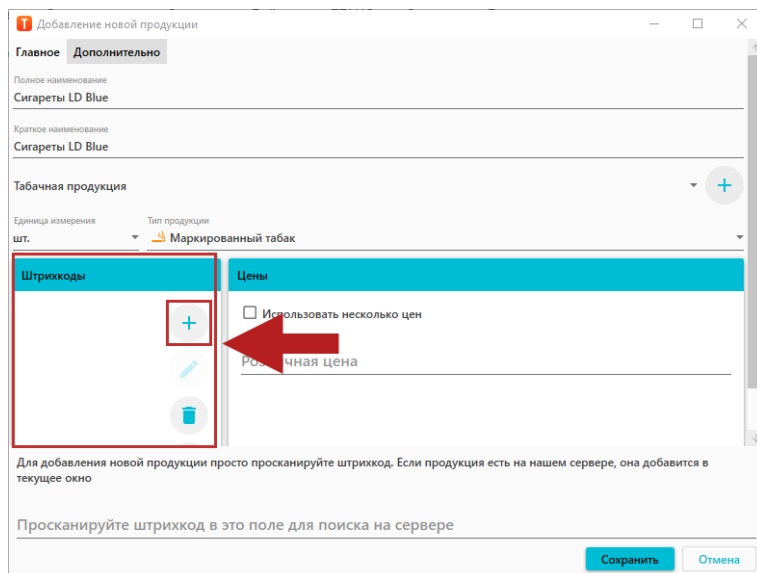 Добавление новой продукции
Главное Дополнительно
Полное наименование
Сигареты LD Blue
Краткое наименование
Сигареты LD Blue
Табачная продукция
Единица измерения Тип продукции
шт. Маркированный табак
Штрихкоды Цены
Использовать несколько цен
цена
Для добавления новой продукции просто просканируйте штрихкод. Если продукция есть на нашем сервере, она добавится в
текущее окно
Просканируйте штрихкод в это поле для поиска на сервере
Сохранить Отмена